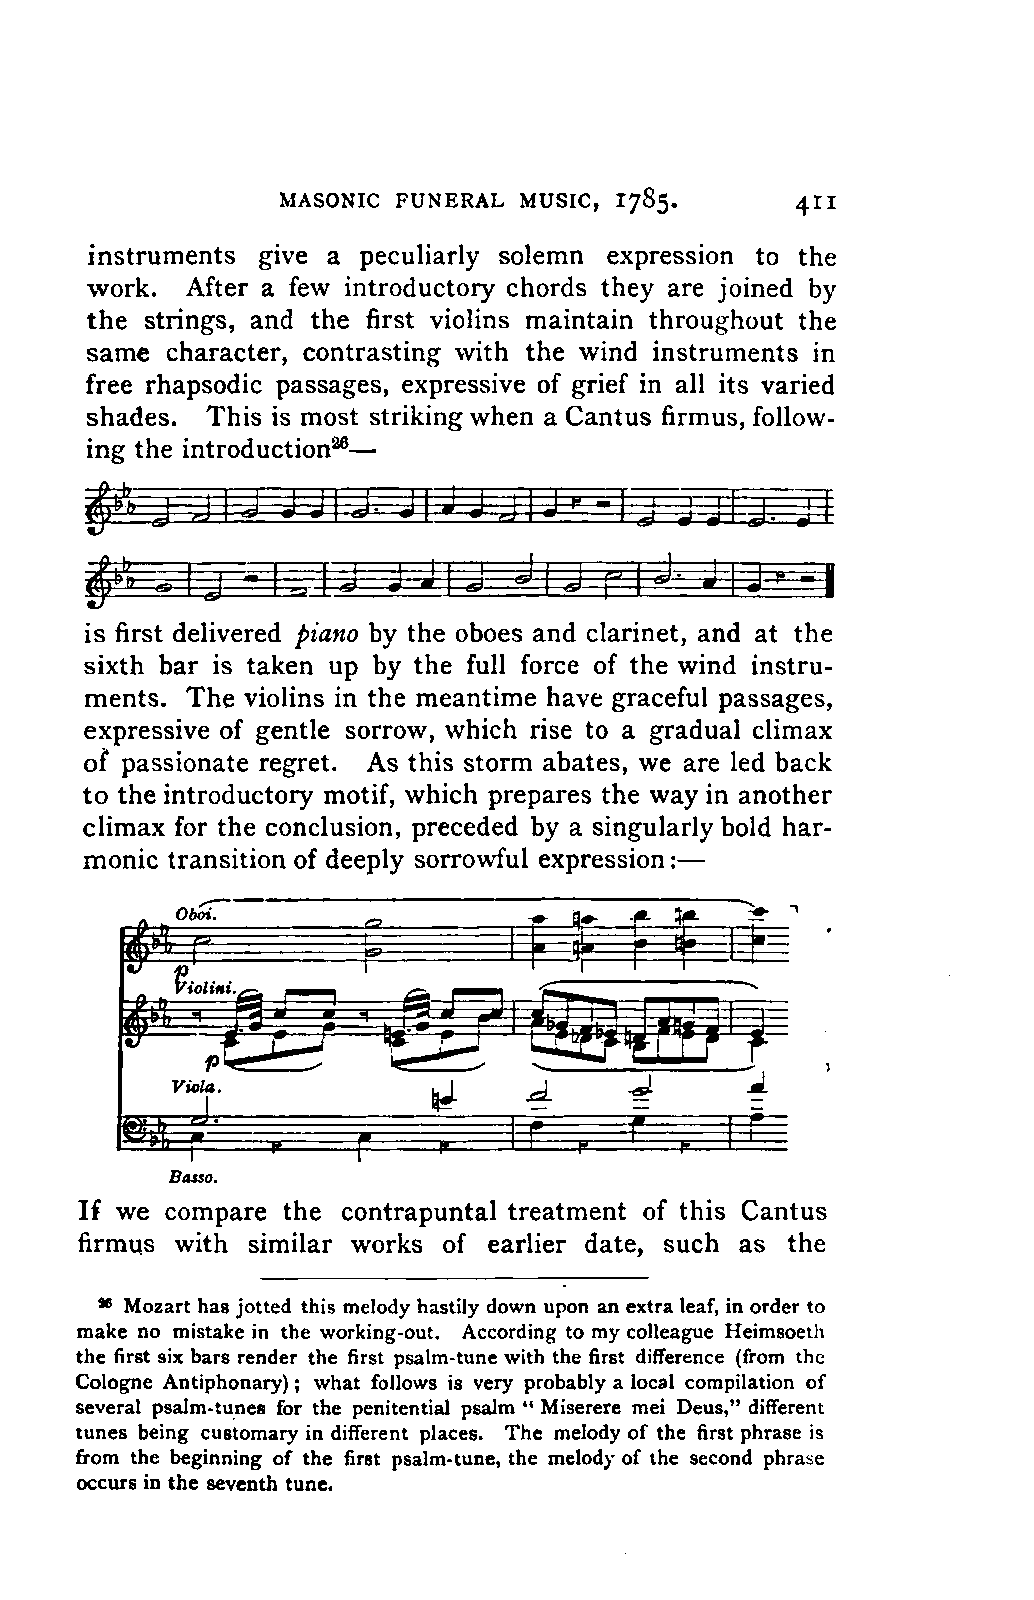 MASONIC FUNERAL MUSIC, 1785. 411
instruments give a peculiarly solemn expression to the
work. After a few introductory chords they are joined by
the strings, and the first violins maintain throughout the
same character, contrasting with the wind instruments in
free rhapsodic passages, expressive of grief in all its varied
shades. This is most striking when a Cantus firmus, follow-
ing the introduction²⁶—
is first delivered piano by the oboes and clarinet, and at the
sixth bar is taken up by the full force of the wind instru-
ments. The violins in the meantime have graceful passages,
expressive of gentle sorrow, which rise to a gradual climax
of passionate regret. As this storm abates, we are led back
to the introductory motif, which prepares the way in another
climax for the conclusion, preceded by a singularly bold har-
monic transition of deeply sorrowful expression:—
Oboi.
p
Violini.
p
Viola.
Basso.
If we compare the contrapuntal treatment of this Cantus
firmus with similar works of earlier date, such as the
²⁶ Mozart has jotted this melody hastily down upon an extra leaf, in order to
make no mistake in the working-out. According to my colleague Heimsoeth
the first six bars render the first psalm-tune with the first difference (from the
Cologne Antiphonary); what follows is very probably a local compilation of
several psalm-tunes for the penitential psalm "Miserere mei Deus," different
tunes being customary in different places. The melody of the first phrase is
from the beginning of the first psalm-tune, the melody of the second phrase
occurs in the seventh tune.